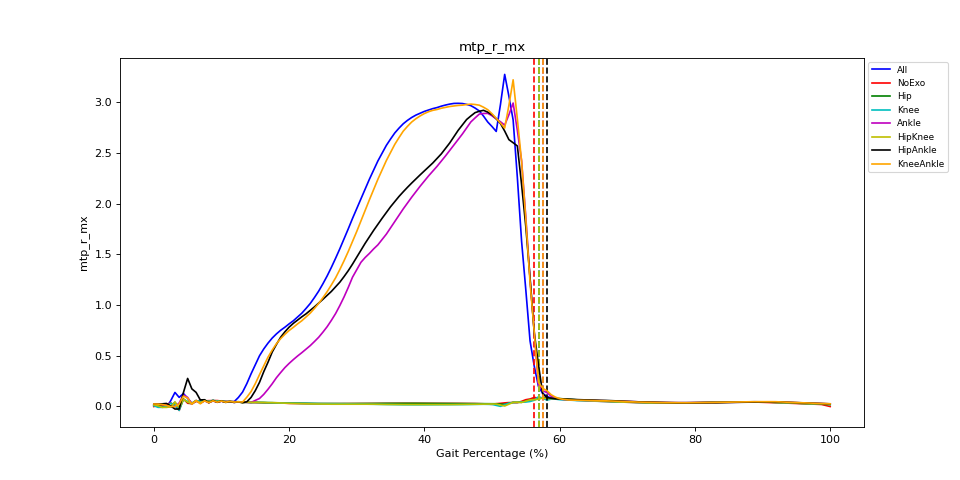 mtp_r_mx
All
NoExo
Hip
Knee
Ankle
HipKnee
HipAnkle
KneeAnkle
3.0
2.5
2.0
1.5
1.0
0.5
0.0
mtp_r_mx
0 20 40 60 80 100
Gait Percentage (%)